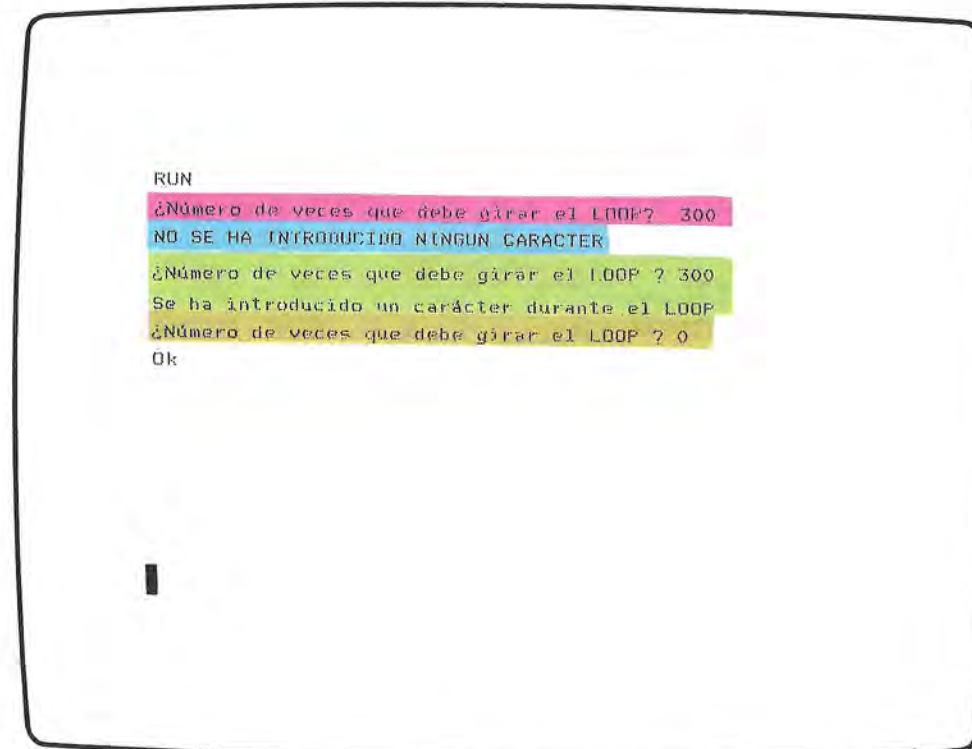 RUN
¿Número de veces que debe girar el LOOP? 300
NO SE HA INTRODUCIDO NINGUN CARACTER
¿Número de veces que debe girar el LOOP ? 300
Se ha introducido un carácter durante el LOOP
¿Número de veces que debe girar el LOOP ? 0
Ok